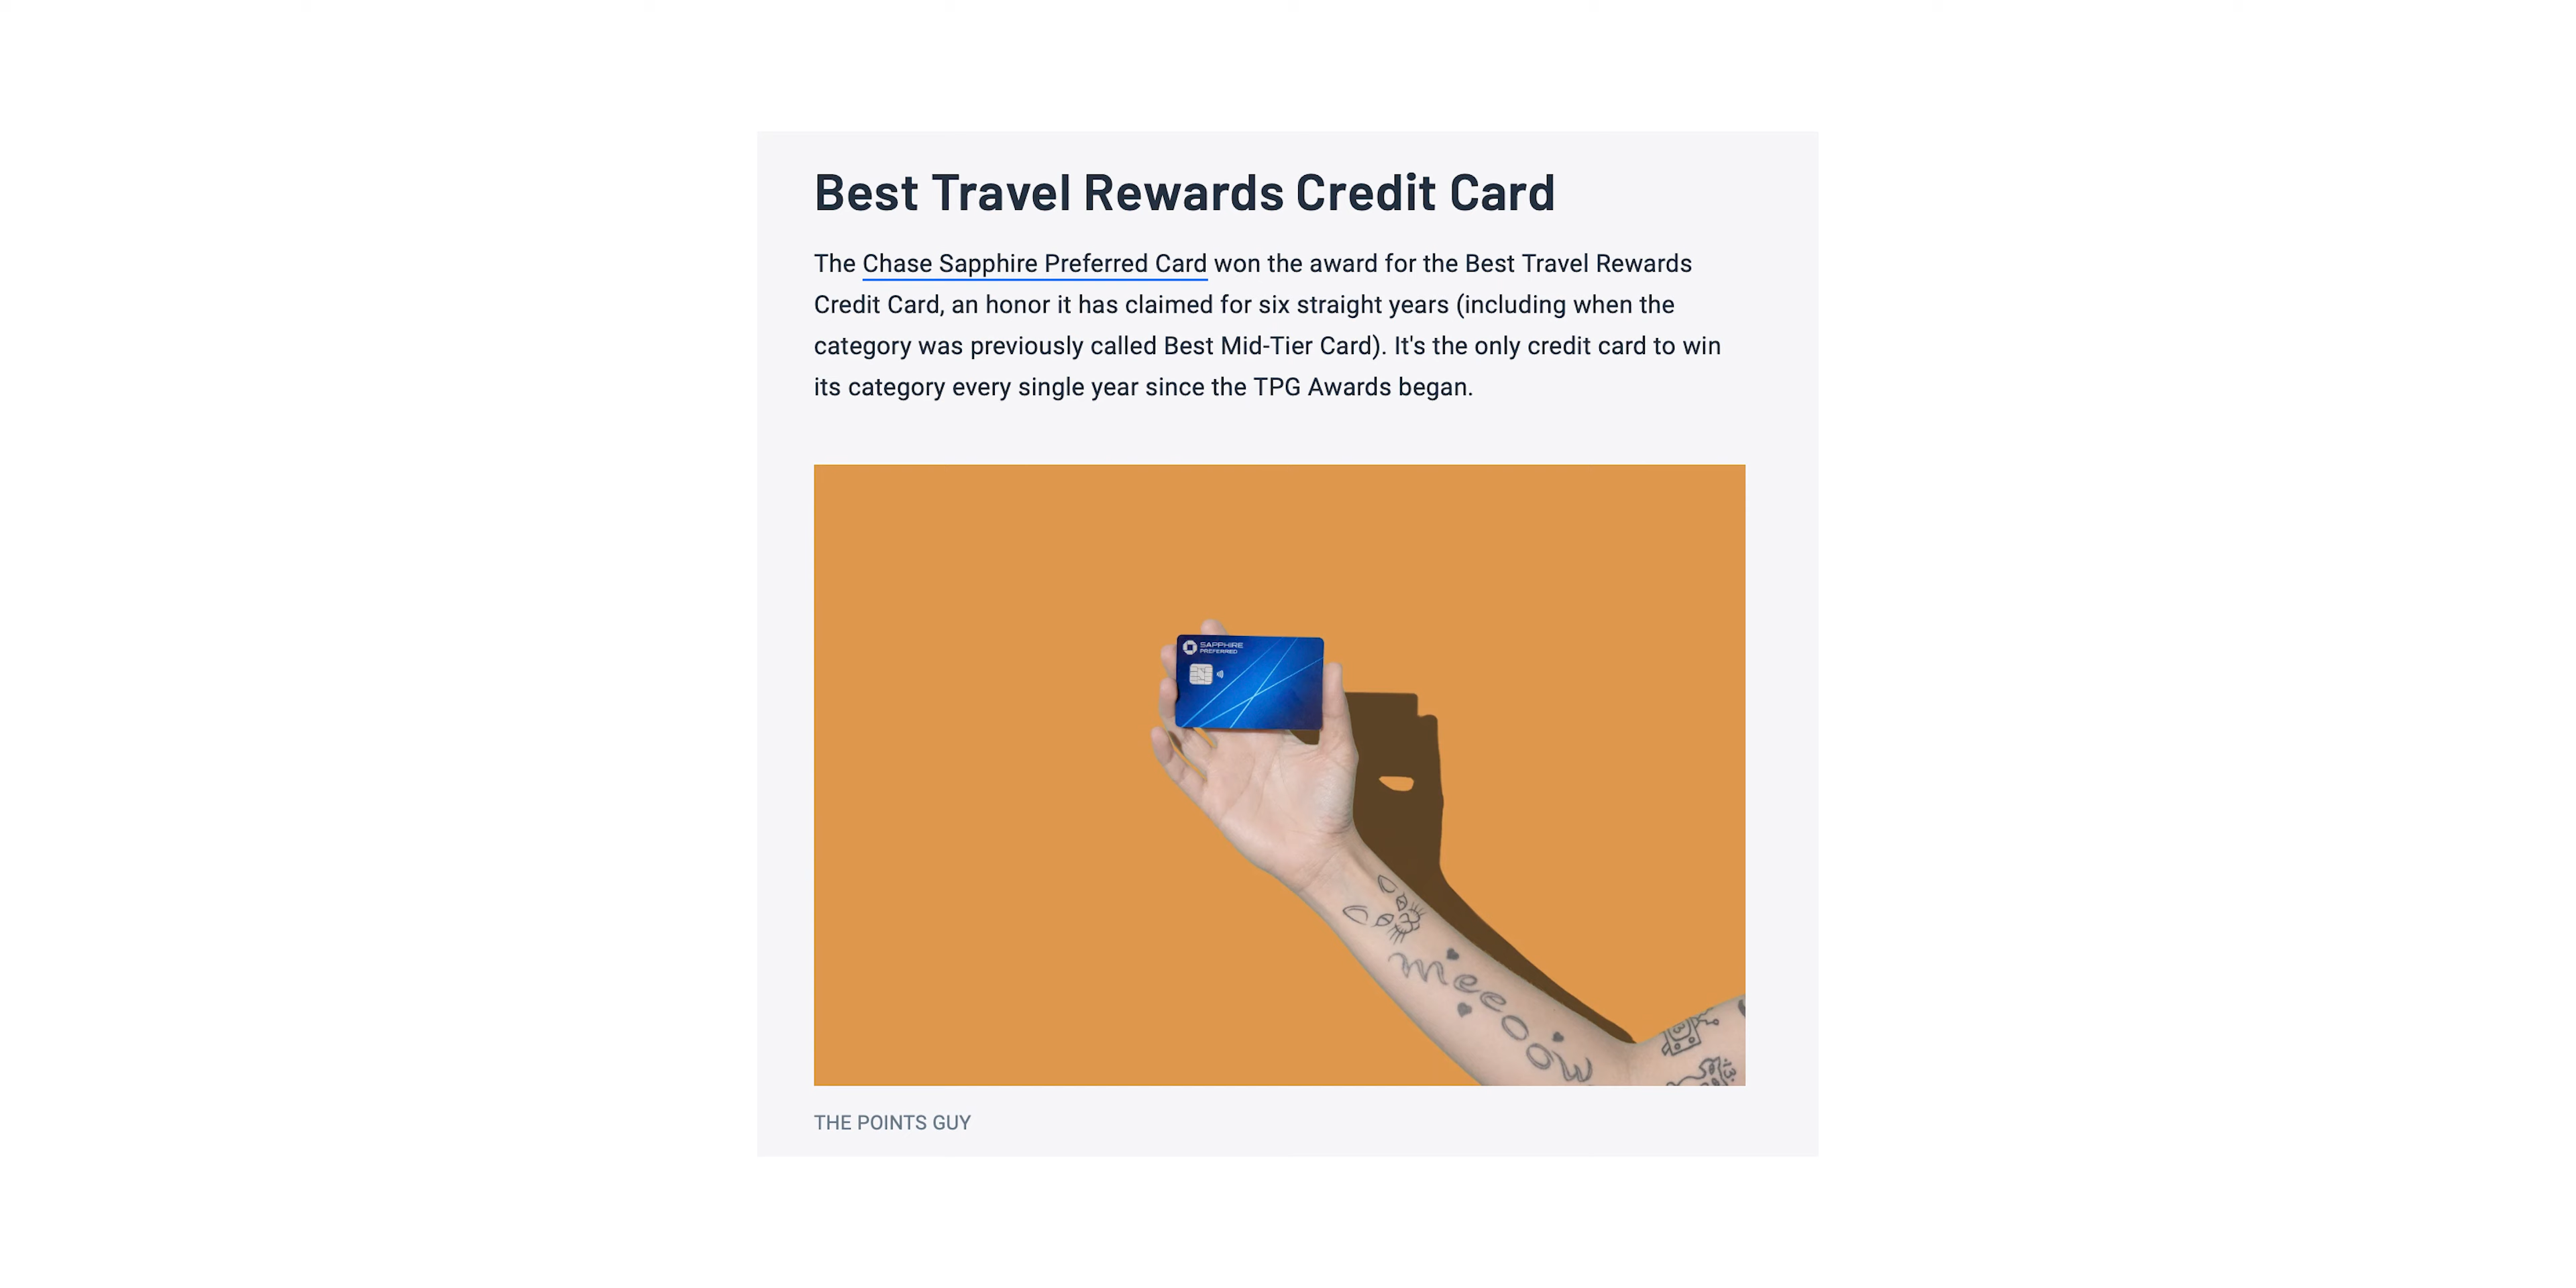 Best Travel Rewards Credit Card
The Chase Sapphire Preferred Card won the award for the Best Travel Rewards
Credit Card, an honor it has claimed for six straight years (including when the
category was previously called Best Mid-Tier Card). It's the only credit card to win
its category every single year since the TPG Awards began.
SAPPHIRE
PREFERRED
meeoow
13
THE POINTS GUY